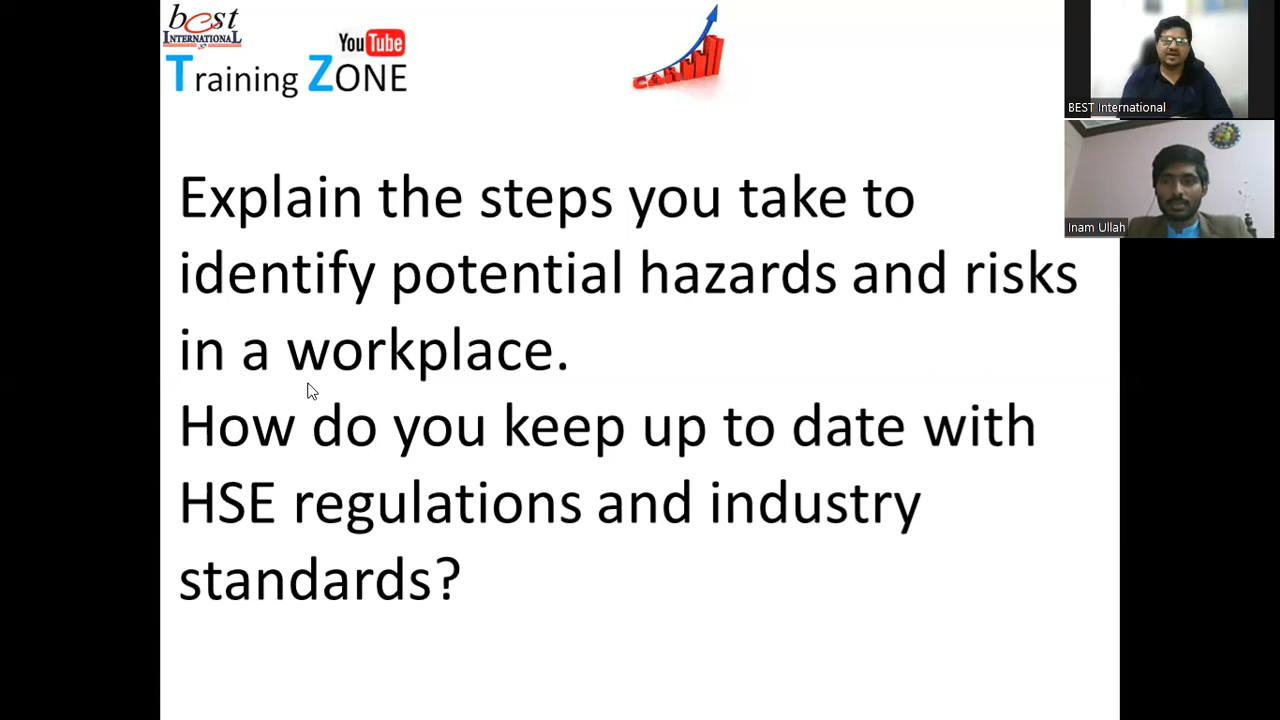 best
INTERNATIONAL
YouTube
Training ZONE
CAREER
BEST International
Inam Ullah
Explain the steps you take to
identify potential hazards and risks
in a workplace.
How do you keep up to date with
HSE regulations and industry
standards?